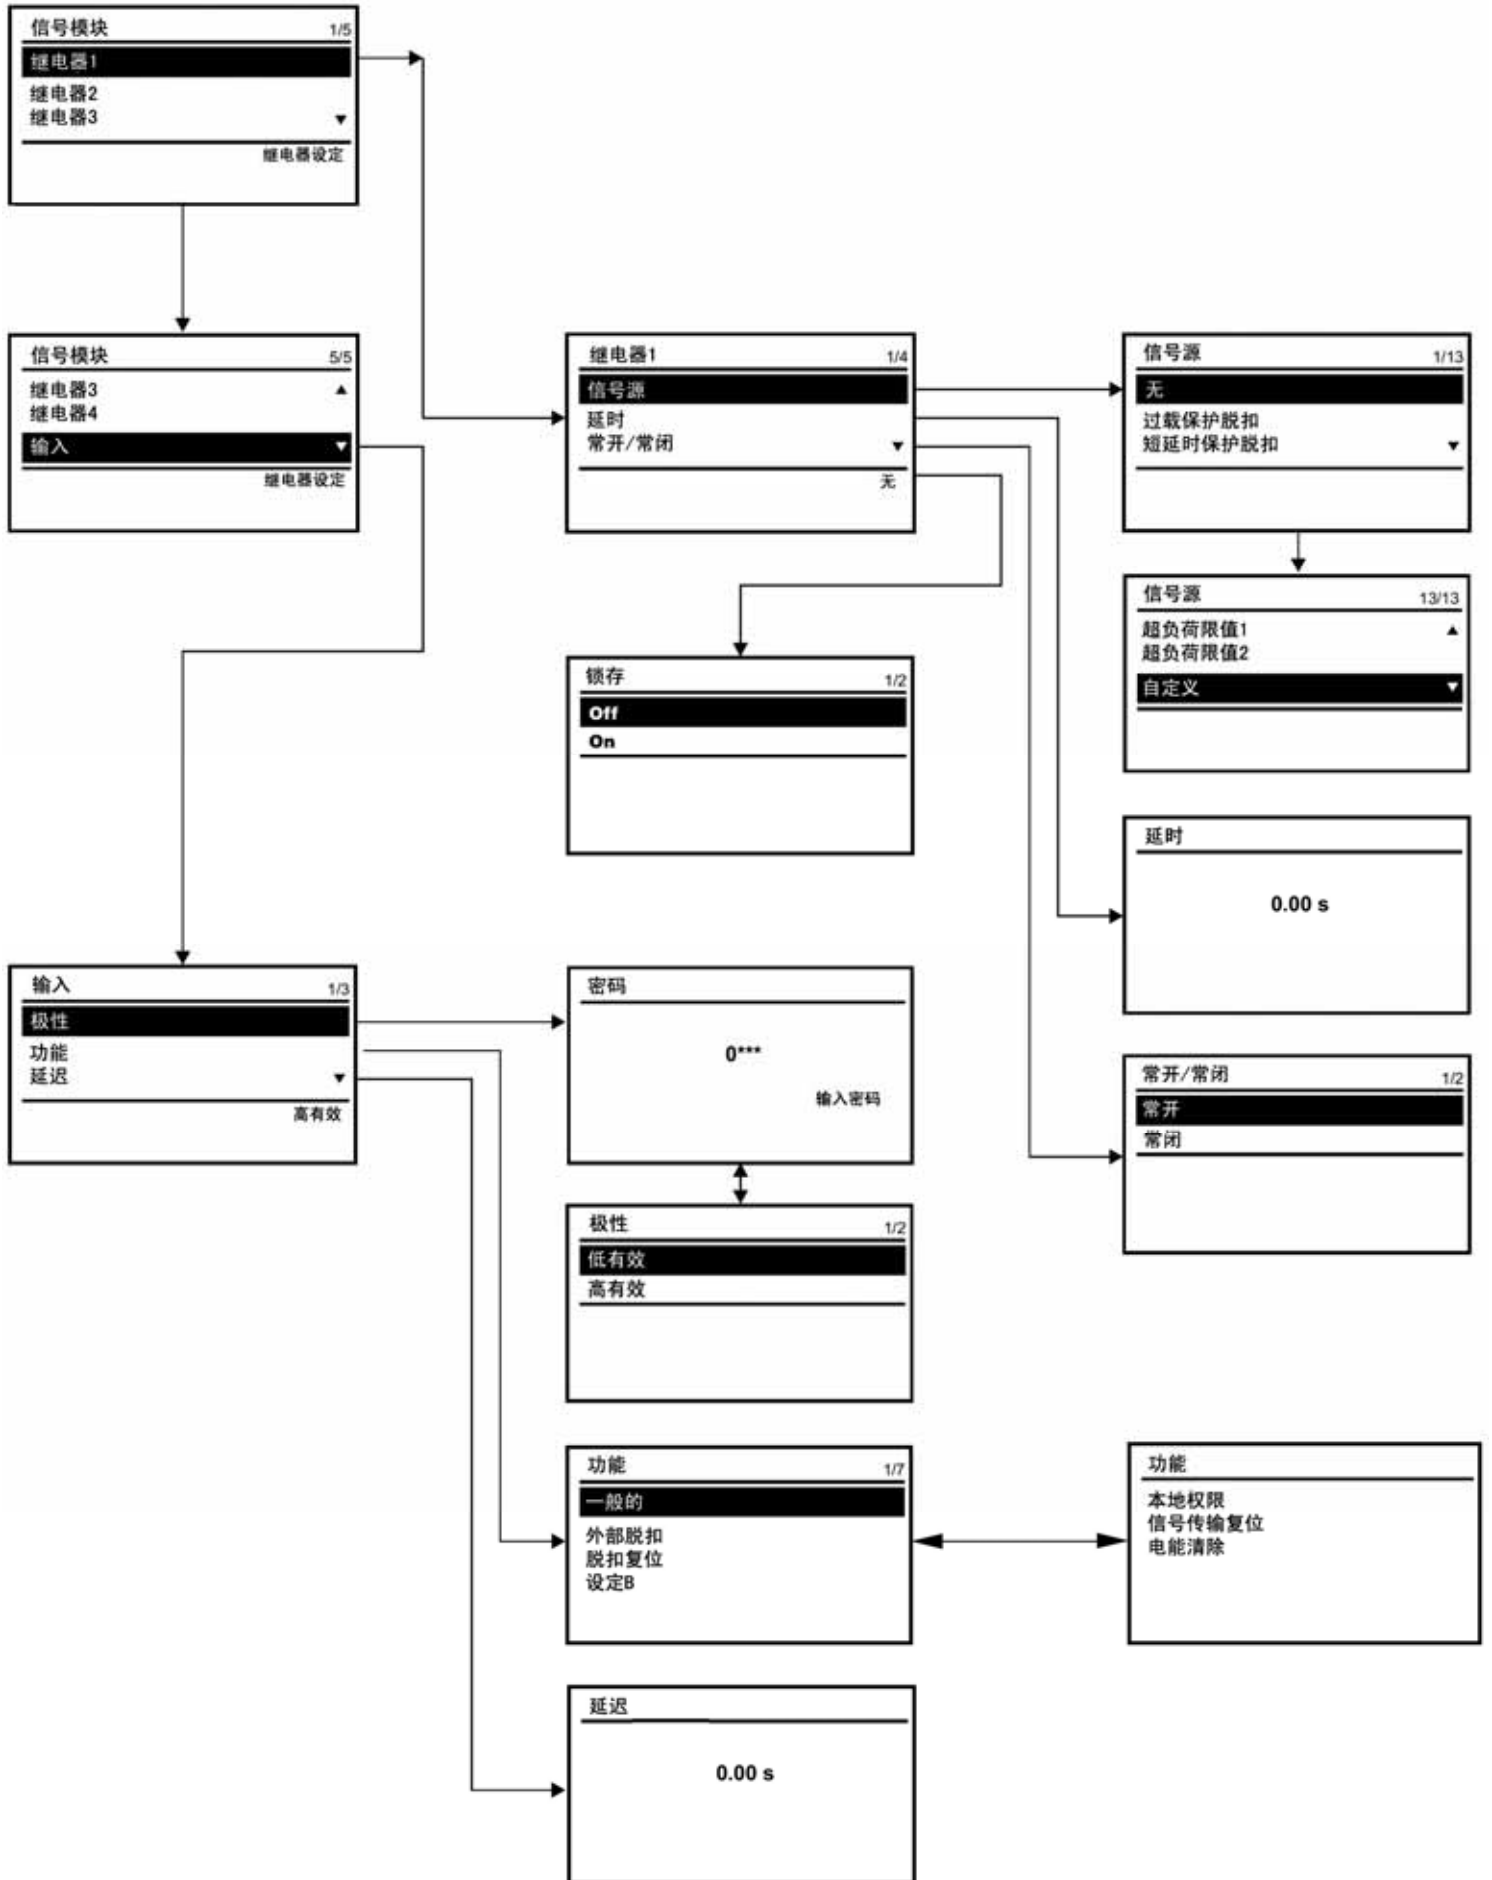 信号模块 1/5
继电器1
继电器2
继电器3 ▼
继电器设定
信号模块 5/5
继电器3 ▲
继电器4
输入 ▼
继电器设定
继电器1 1/4
信号源
延时
常开/常闭 ▼
无
信号源 1/13
无
过载保护脱扣
短延时保护脱扣 ▼
信号源 13/13
超负荷限值1 ▲
超负荷限值2
自定义 ▼
锁存 1/2
Off
On
延时
0.00 s
常开/常闭 1/2
常开
常闭
输入 1/3
极性
功能
延迟 ▼
高有效
密码
0***
输入密码
极性 1/2
低有效
高有效
功能 1/7
一般的
外部脱扣
脱扣复位
设定B
功能
本地权限
信号传输复位
电能清除
延迟
0.00 s